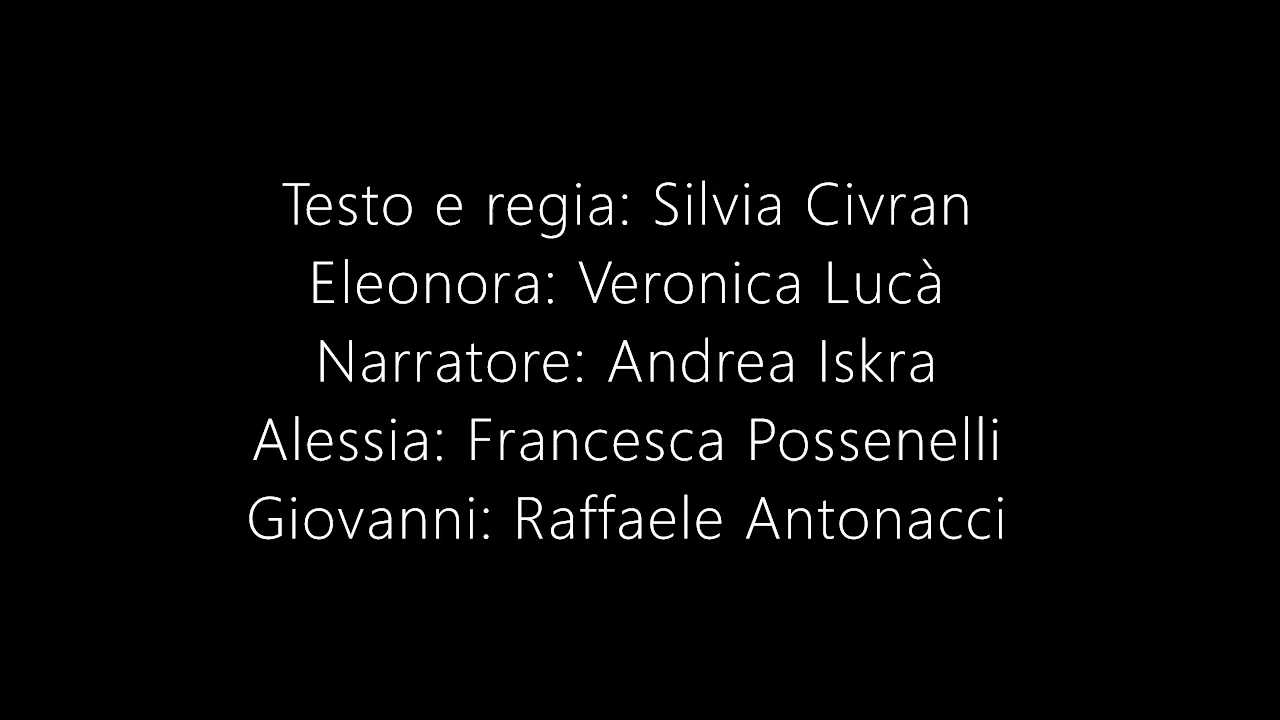 Testo e regia: Silvia Civran
Eleonora: Veronica Lucà
Narratore: Andrea Iskra
Alessia: Francesca Possenelli
Giovanni: Raffaele Antonacci